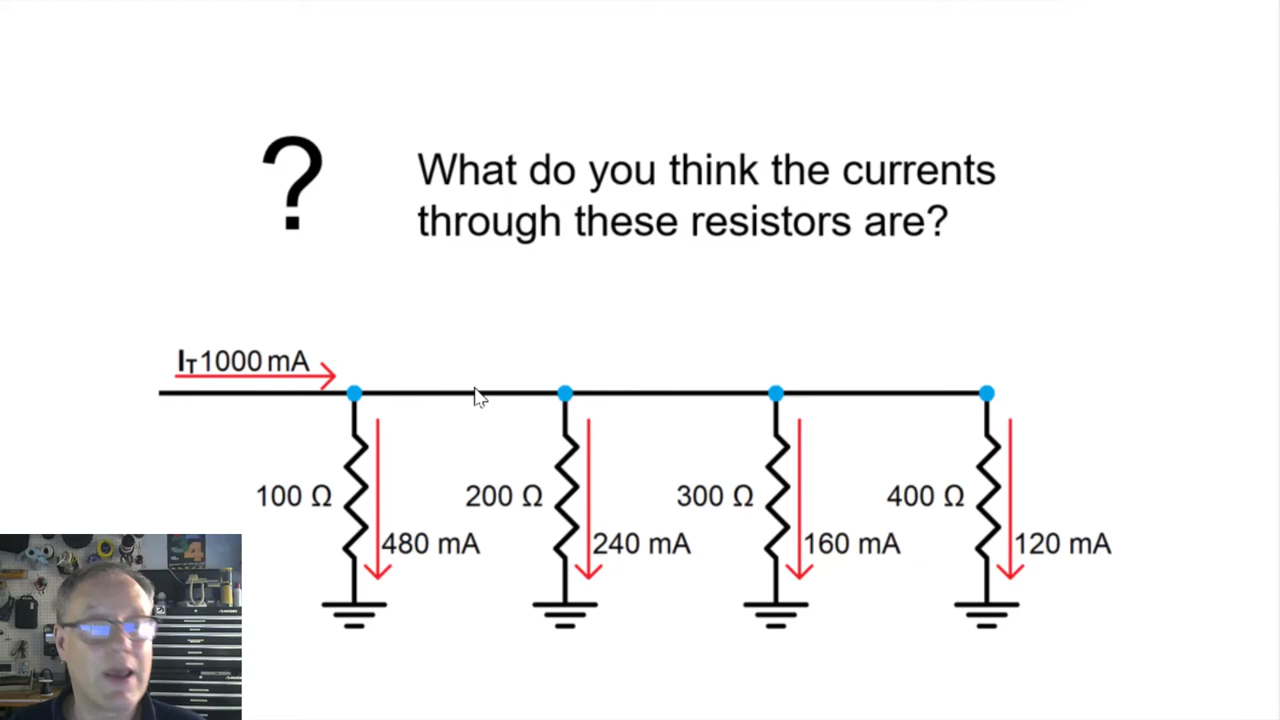 ?
What do you think the currents
through these resistors are?
IT 1000 mA
100 Ω
200 Ω
300 Ω
400 Ω
480 mA
240 mA
160 mA
120 mA
4